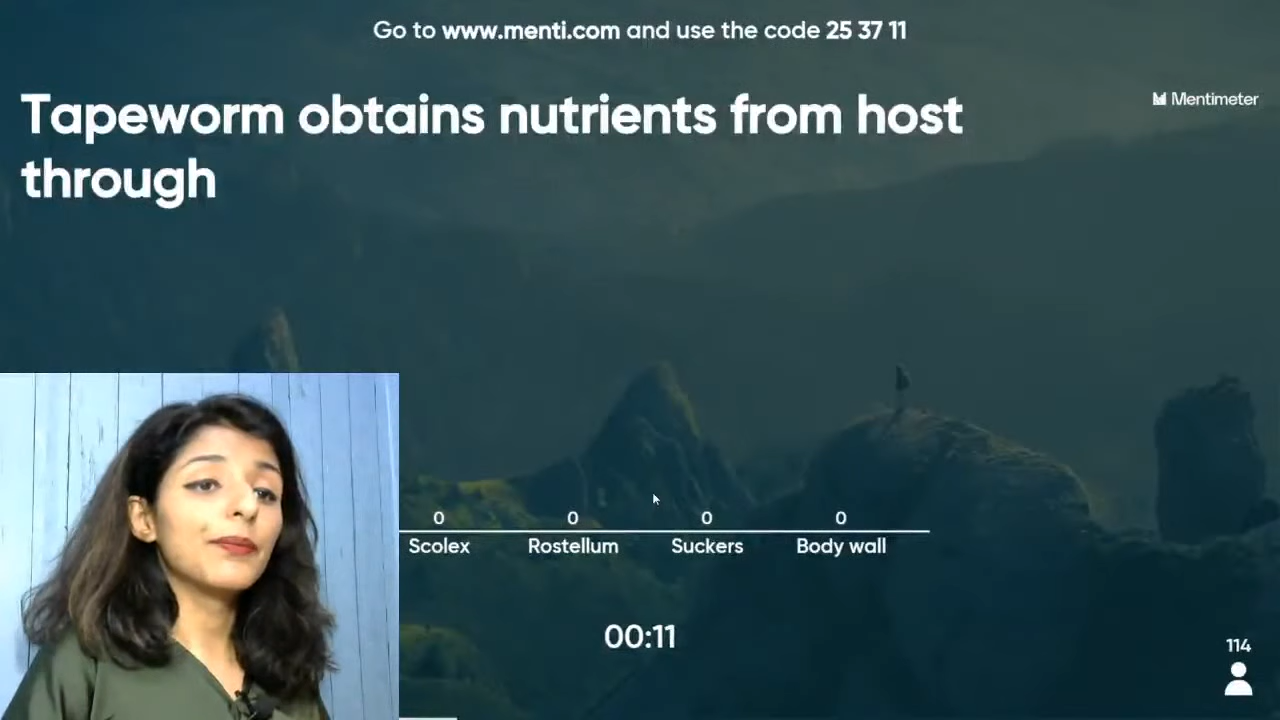 Go to www.menti.com and use the code 25 37 11
Tapeworm obtains nutrients from host
through
Mentimeter
0 0 0 0
Scolex Rostellum Suckers Body wall
00:11
114